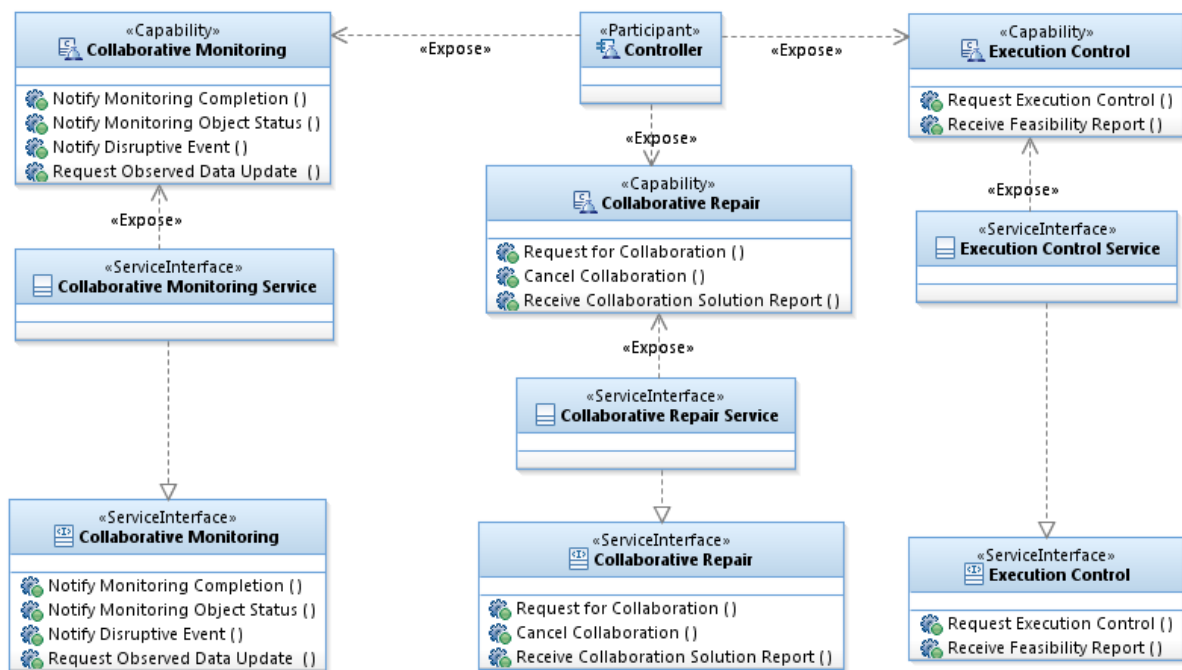 «Capability»
Collaborative Monitoring
Notify Monitoring Completion ()
Notify Monitoring Object Status ()
Notify Disruptive Event ()
Request Observed Data Update ()
«Expose»
«Participant»
Controller
«Expose»
«Capability»
Execution Control
Request Execution Control ()
Receive Feasibility Report ()
«Expose»
«Capability»
Collaborative Repair
Request for Collaboration ()
Cancel Collaboration ()
Receive Collaboration Solution Report ()
«Expose»
«Expose»
«ServiceInterface»
Collaborative Monitoring Service
«ServiceInterface»
Execution Control Service
«Expose»
«ServiceInterface»
Collaborative Repair Service
«ServiceInterface»
Collaborative Monitoring
Notify Monitoring Completion ()
Notify Monitoring Object Status ()
Notify Disruptive Event ()
Request Observed Data Update ()
«ServiceInterface»
Collaborative Repair
Request for Collaboration ()
Cancel Collaboration ()
Receive Collaboration Solution Report ()
«ServiceInterface»
Execution Control
Request Execution Control ()
Receive Feasibility Report ()